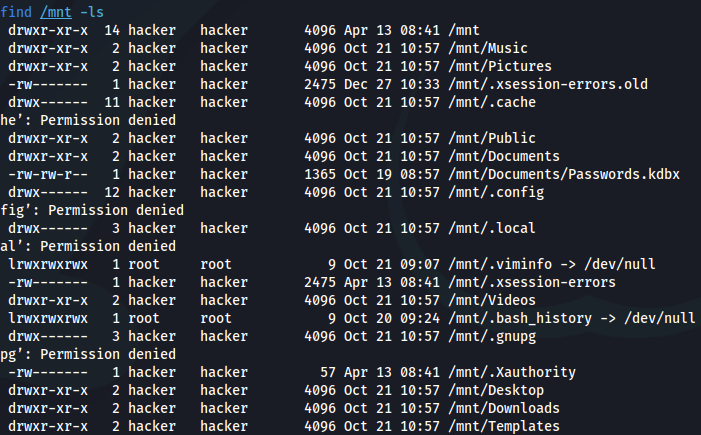 find /mnt -ls
drwxr-xr-x 14 hacker hacker 4096 Apr 13 08:41 /mnt
drwxr-xr-x 2 hacker hacker 4096 Oct 21 10:57 /mnt/Music
drwxr-xr-x 2 hacker hacker 4096 Oct 21 10:57 /mnt/Pictures
-rw------- 1 hacker hacker 2475 Dec 27 10:33 /mnt/.xsession-errors.old
drwx------ 11 hacker hacker 4096 Oct 21 10:57 /mnt/.cache
he’: Permission denied
drwxr-xr-x 2 hacker hacker 4096 Oct 21 10:57 /mnt/Public
drwxr-xr-x 2 hacker hacker 4096 Oct 21 10:57 /mnt/Documents
-rw-rw-r-- 1 hacker hacker 1365 Oct 19 08:57 /mnt/Documents/Passwords.kdbx
drwx------ 12 hacker hacker 4096 Oct 21 10:57 /mnt/.config
fig’: Permission denied
drwx------ 3 hacker hacker 4096 Oct 21 10:57 /mnt/.local
al’: Permission denied
lrwxrwxrwx 1 root root 9 Oct 21 09:07 /mnt/.viminfo -> /dev/null
-rw------- 1 hacker hacker 2475 Apr 13 08:41 /mnt/.xsession-errors
drwxr-xr-x 2 hacker hacker 4096 Oct 21 10:57 /mnt/Videos
lrwxrwxrwx 1 root root 9 Oct 20 09:24 /mnt/.bash_history -> /dev/null
drwx------ 3 hacker hacker 4096 Oct 21 10:57 /mnt/.gnupg
pg’: Permission denied
-rw------- 1 hacker hacker 57 Apr 13 08:41 /mnt/.Xauthority
drwxr-xr-x 2 hacker hacker 4096 Oct 21 10:57 /mnt/Desktop
drwxr-xr-x 2 hacker hacker 4096 Oct 21 10:57 /mnt/Downloads
drwxr-xr-x 2 hacker hacker 4096 Oct 21 10:57 /mnt/Templates